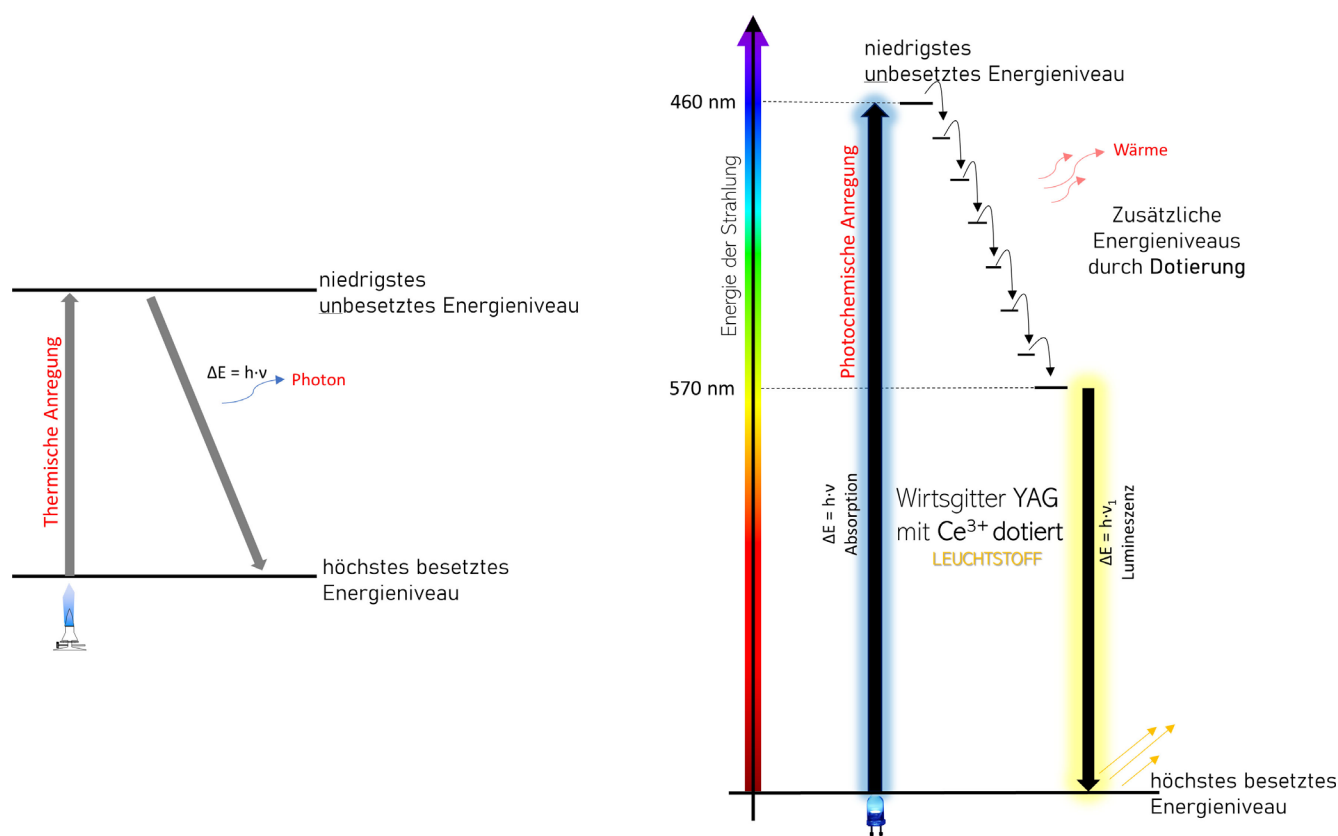 niedrigstes
unbesetztes Energieniveau
Thermische Anregung
ΔE = h·ν
Photon
höchstes besetztes
Energieniveau
niedrigstes
unbesetztes Energieniveau
460 nm
Energie der Strahlung
Photochemische Anregung
Wärme
Zusätzliche
Energieniveaus
durch Dotierung
570 nm
ΔE = h·ν
Absorption
Wirtsgitter YAG
mit Ce³⁺ dotiert
LEUCHTSTOFF
ΔE = h·ν₁
Lumineszenz
höchstes besetztes
Energieniveau